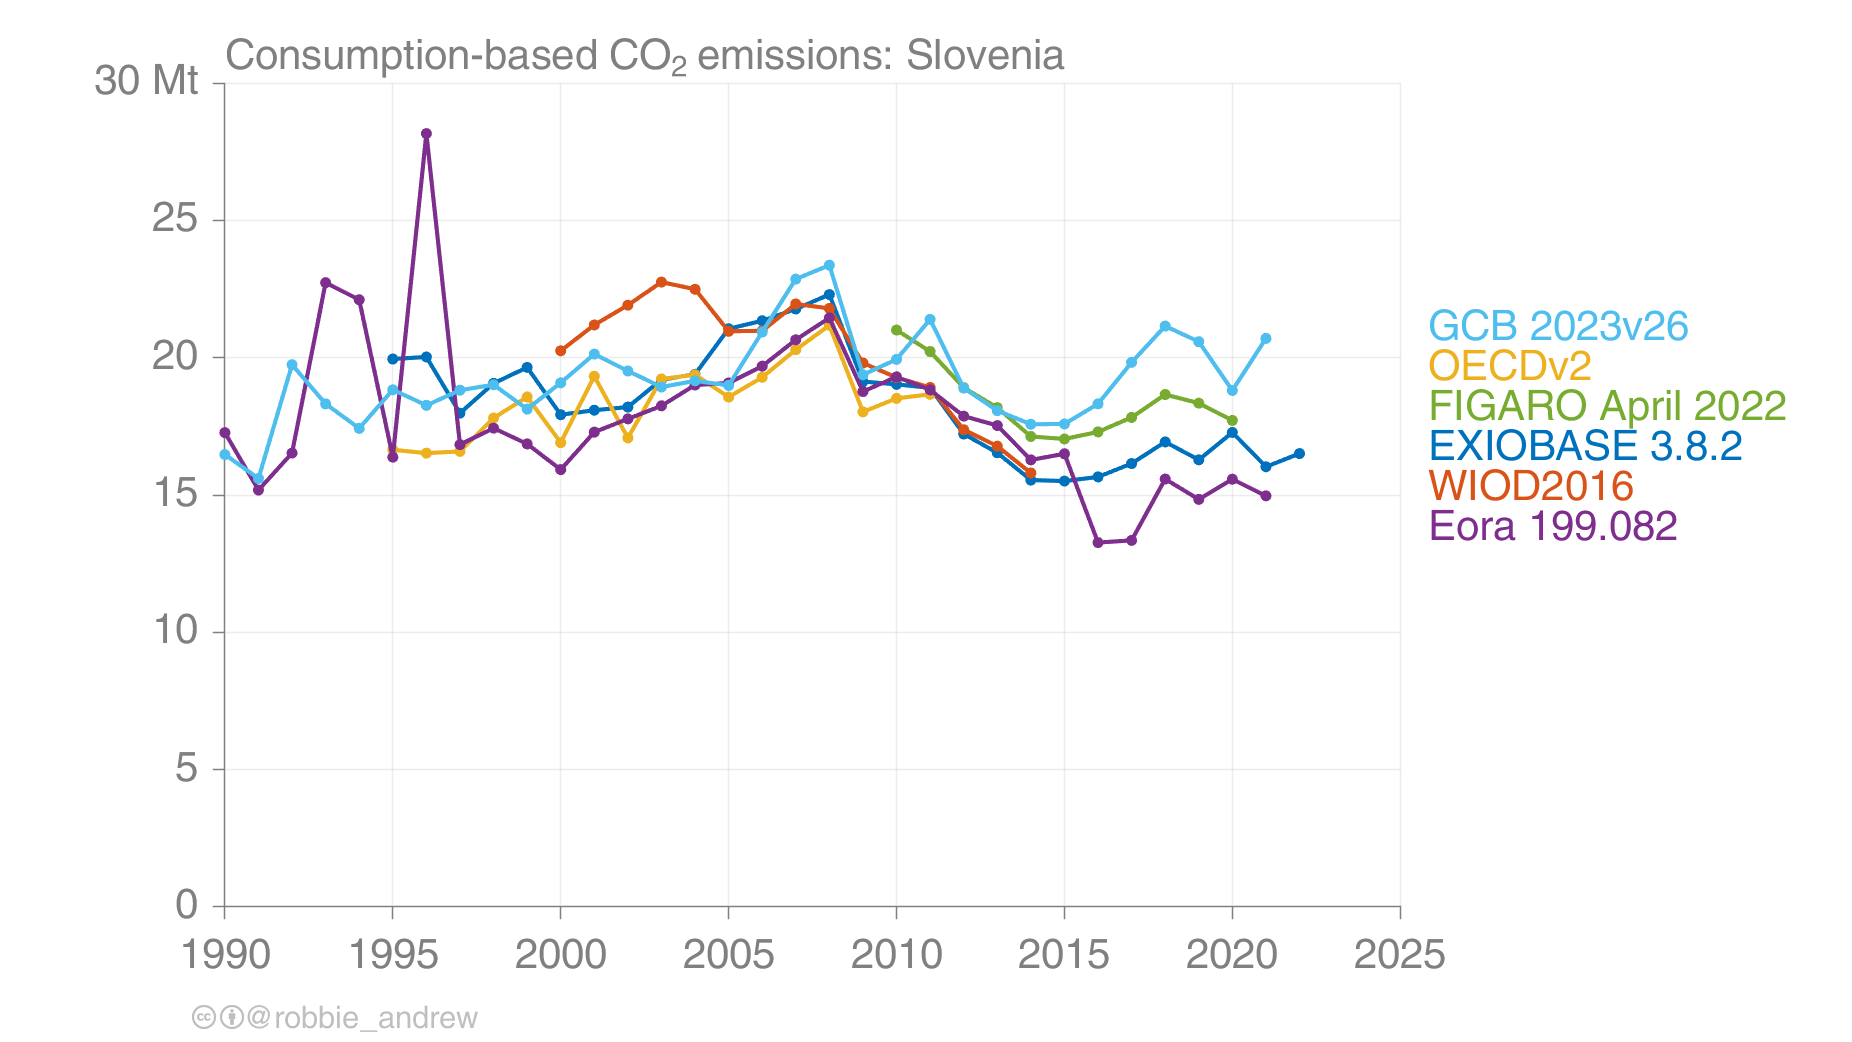 Consumption-based CO₂ emissions: Slovenia
30 Mt
25
20
15
10
5
0
1990 1995 2000 2005 2010 2015 2020 2025
GCB 2023v26
OECDv2
FIGARO April 2022
EXIOBASE 3.8.2
WIOD2016
Eora 199.082
@robbie_andrew